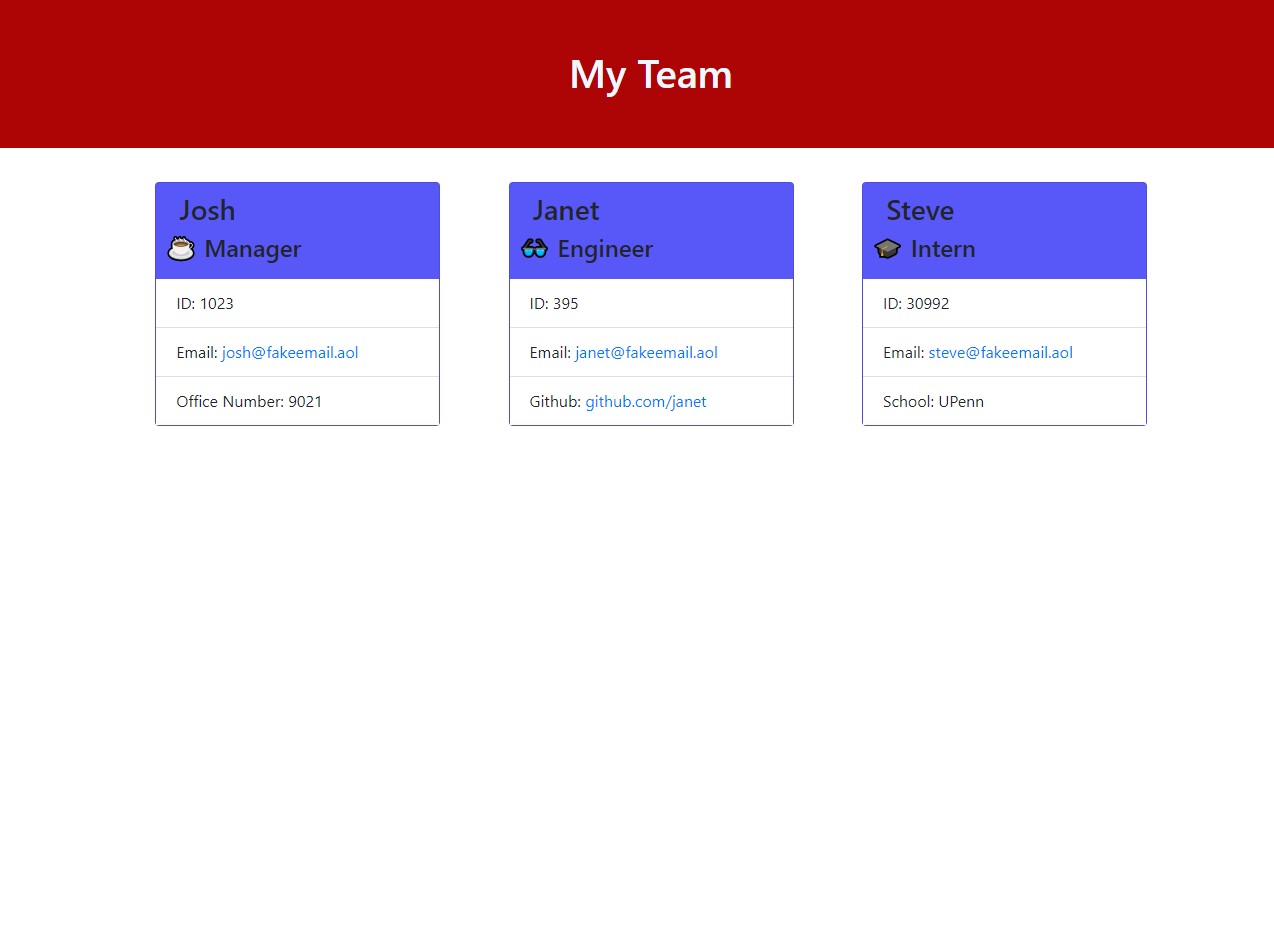 My Team
Josh
Manager
ID: 1023
Email: josh@fakeemail.aol
Office Number: 9021
Janet
Engineer
ID: 395
Email: janet@fakeemail.aol
Github: github.com/janet
Steve
Intern
ID: 30992
Email: steve@fakeemail.aol
School: UPenn